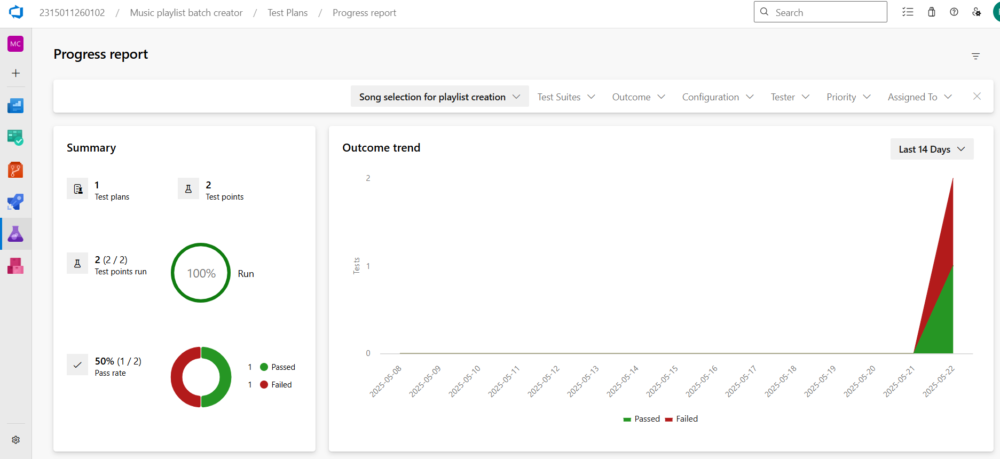 2315011260102 / Music playlist batch creator / Test Plans / Progress report
Search
MC
Progress report
Song selection for playlist creation Test Suites Outcome Configuration Tester Priority Assigned To
Summary
1
Test plans
2
Test points
2 (2 / 2)
Test points run
100%
Run
50% (1 / 2)
Pass rate
1 Passed
1 Failed
Outcome trend
Last 14 Days
2
1
0
Tests
2025-05-08
2025-05-09
2025-05-10
2025-05-11
2025-05-12
2025-05-13
2025-05-14
2025-05-15
2025-05-16
2025-05-17
2025-05-18
2025-05-19
2025-05-20
2025-05-21
2025-05-22
Passed Failed